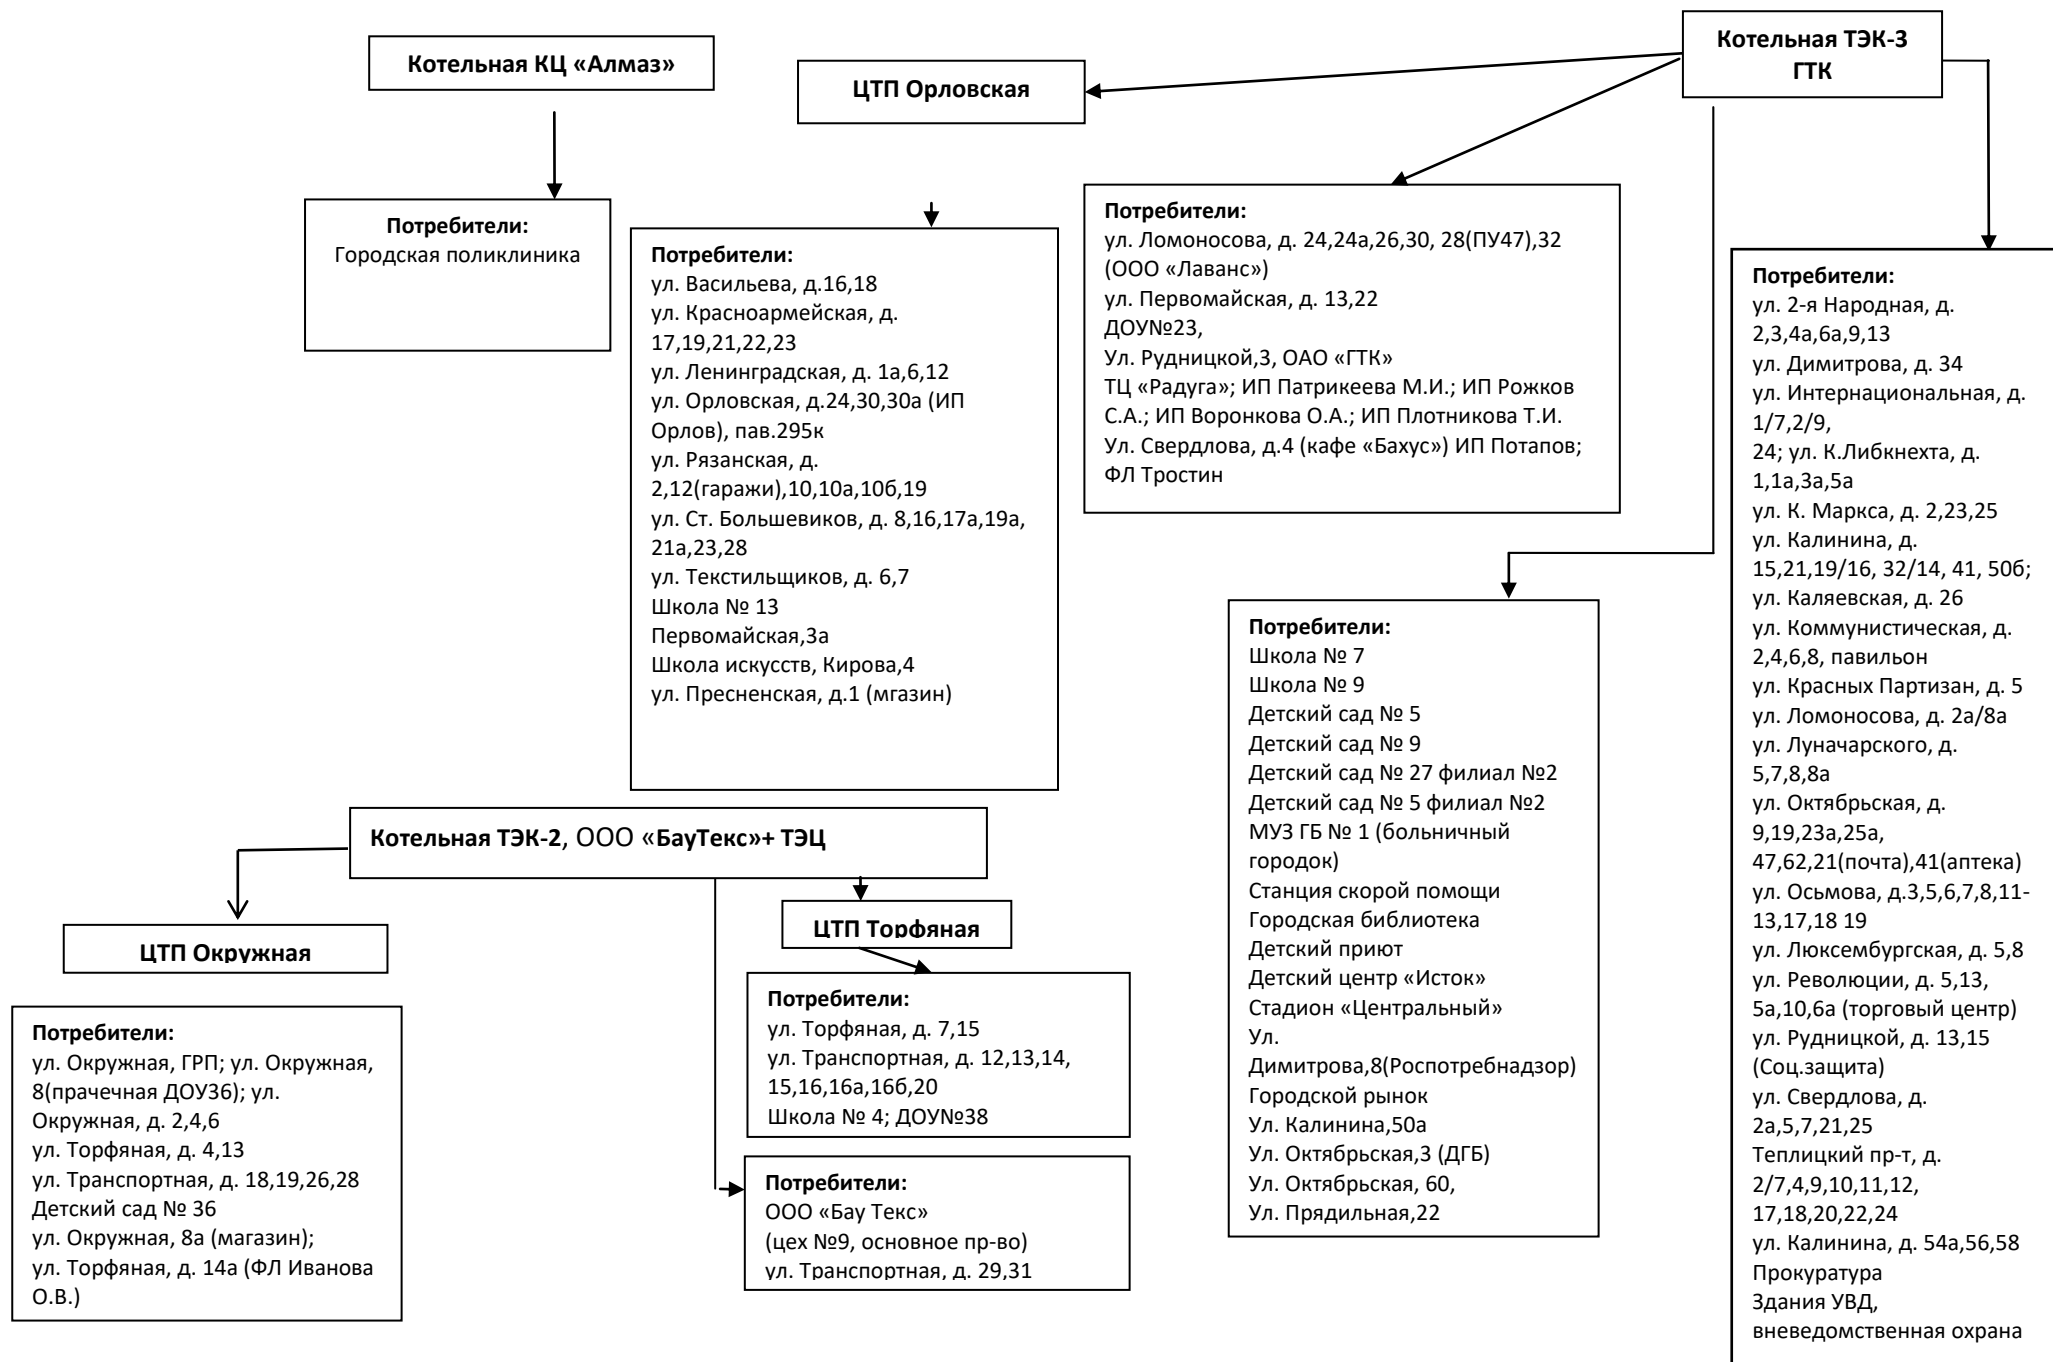 Котельная КЦ «Алмаз»
Потребители:
Городская поликлиника
ЦТП Орловская
Потребители:
ул. Васильева, д.16,18
ул. Красноармейская, д.
17,19,21,22,23
ул. Ленинградская, д. 1а,6,12
ул. Орловская, д.24,30,30а (ИП
Орлов), пав.295к
ул. Рязанская, д.
2,12(гаражи),10,10а,10б,19
ул. Ст. Большевиков, д. 8,16,17а,19а,
21а,23,28
ул. Текстильщиков, д. 6,7
Школа № 13
Первомайская,3а
Школа искусств, Кирова,4
ул. Пресненская, д.1 (мгазин)
Котельная ТЭК-3
ГТК
Потребители:
ул. Ломоносова, д. 24,24а,26,30, 28(ПУ47),32
(ООО «Лаванс»)
ул. Первомайская, д. 13,22
ДОУ№23,
Ул. Рудницкой,3, ОАО «ГТК»
ТЦ «Радуга»; ИП Патрикеева М.И.; ИП Рожков
С.А.; ИП Воронкова О.А.; ИП Плотникова Т.И.
Ул. Свердлова, д.4 (кафе «Бахус») ИП Потапов;
ФЛ Тростин
Потребители:
Школа № 7
Школа № 9
Детский сад № 5
Детский сад № 9
Детский сад № 27 филиал №2
Детский сад № 5 филиал №2
МУЗ ГБ № 1 (больничный
городок)
Станция скорой помощи
Городская библиотека
Детский приют
Детский центр «Исток»
Стадион «Центральный»
Ул.
Димитрова,8(Роспотребнадзор)
Городской рынок
Ул. Калинина,50а
Ул. Октябрьская,3 (ДГБ)
Ул. Октябрьская, 60,
Ул. Прядильная,22
Потребители:
ул. 2-я Народная, д.
2,3,4а,6а,9,13
ул. Димитрова, д. 34
ул. Интернациональная, д.
1/7,2/9,
24; ул. К.Либкнехта, д.
1,1а,3а,5а
ул. К. Маркса, д. 2,23,25
ул. Калинина, д.
15,21,19/16, 32/14, 41, 50б;
ул. Каляевская, д. 26
ул. Коммунистическая, д.
2,4,6,8, павильон
ул. Красных Партизан, д. 5
ул. Ломоносова, д. 2а/8а
ул. Луначарского, д.
5,7,8,8а
ул. Октябрьская, д.
9,19,23а,25а,
47,62,21(почта),41(аптека)
ул. Осьмова, д.3,5,6,7,8,11-
13,17,18 19
ул. Люксембургская, д. 5,8
ул. Революции, д. 5,13,
5а,10,6а (торговый центр)
ул. Рудницкой, д. 13,15
(Соц.защита)
ул. Свердлова, д.
2а,5,7,21,25
Теплицкий пр-т, д.
2/7,4,9,10,11,12,
17,18,20,22,24
ул. Калинина, д. 54а,56,58
Прокуратура
Здания УВД,
вневедомственная охрана
Котельная ТЭК-2, ООО «БауТекс»+ ТЭЦ
ЦТП Окружная
Потребители:
ул. Окружная, ГРП; ул. Окружная,
8(прачечная ДОУ36); ул.
Окружная, д. 2,4,6
ул. Торфяная, д. 4,13
ул. Транспортная, д. 18,19,26,28
Детский сад № 36
ул. Окружная, 8а (магазин);
ул. Торфяная, д. 14а (ФЛ Иванова
О.В.)
ЦТП Торфяная
Потребители:
ул. Торфяная, д. 7,15
ул. Транспортная, д. 12,13,14,
15,16,16а,16б,20
Школа № 4; ДОУ№38
Потребители:
ООО «Бау Текс»
(цех №9, основное пр-во)
ул. Транспортная, д. 29,31